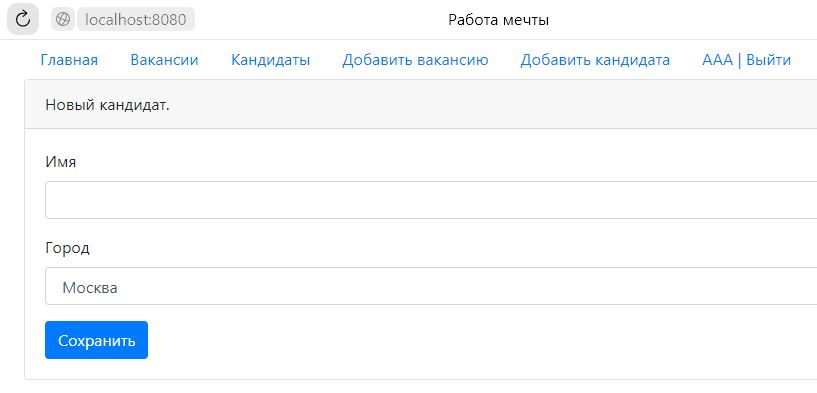 localhost:8080 Работа мечты
Главная Вакансии Кандидаты Добавить вакансию Добавить кандидата AAA | Выйти
Новый кандидат.
Имя
Город
Москва
Сохранить